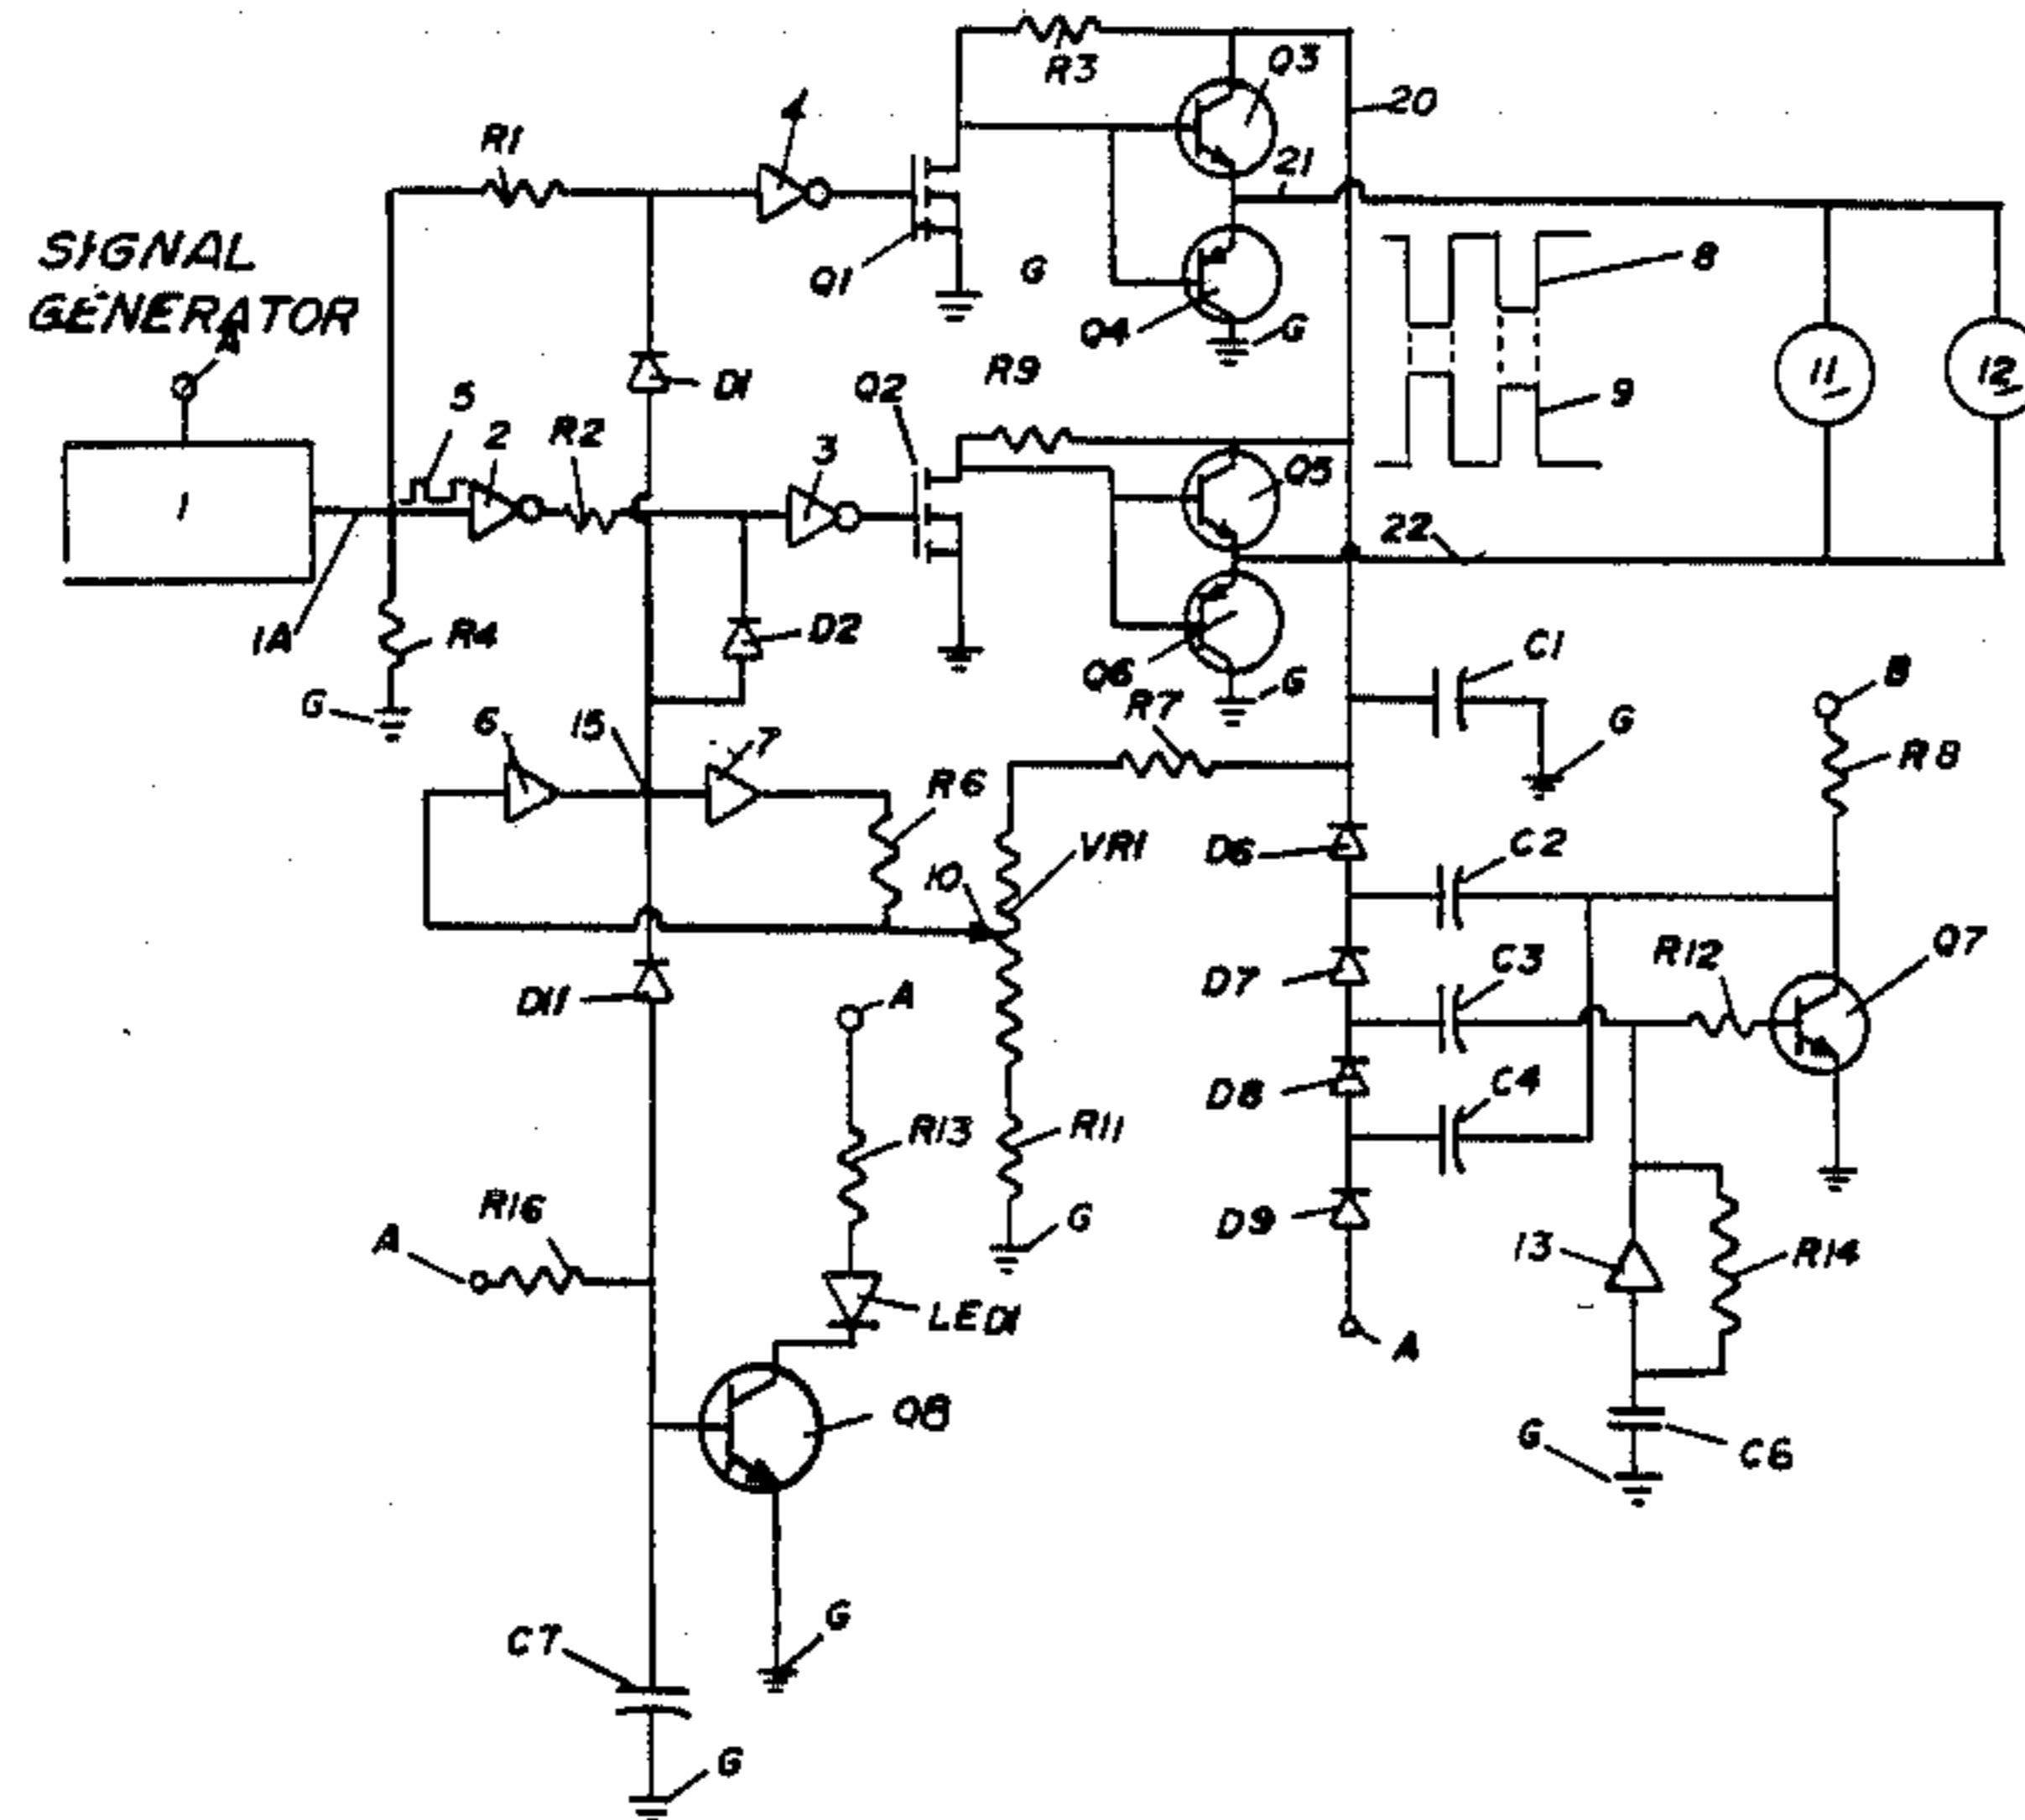 R3
Q3
20
4
R1
21
SIGNAL
GENERATOR
A
Q1
G
8
Q4
G
R9
11
12
D1
Q2
9
5
2
R2
3
Q5
1
22
1A
R4
D2
C1
Q6
G
B
G
R7
G
6
15
7
R6
R8
VR1
D6
C2
10
C3
R12
Q7
D11
A
D7
C4
D8
R13
R11
R16
G
D9
13
R14
A
LED1
A
Q8
G
C6
C7
G
G